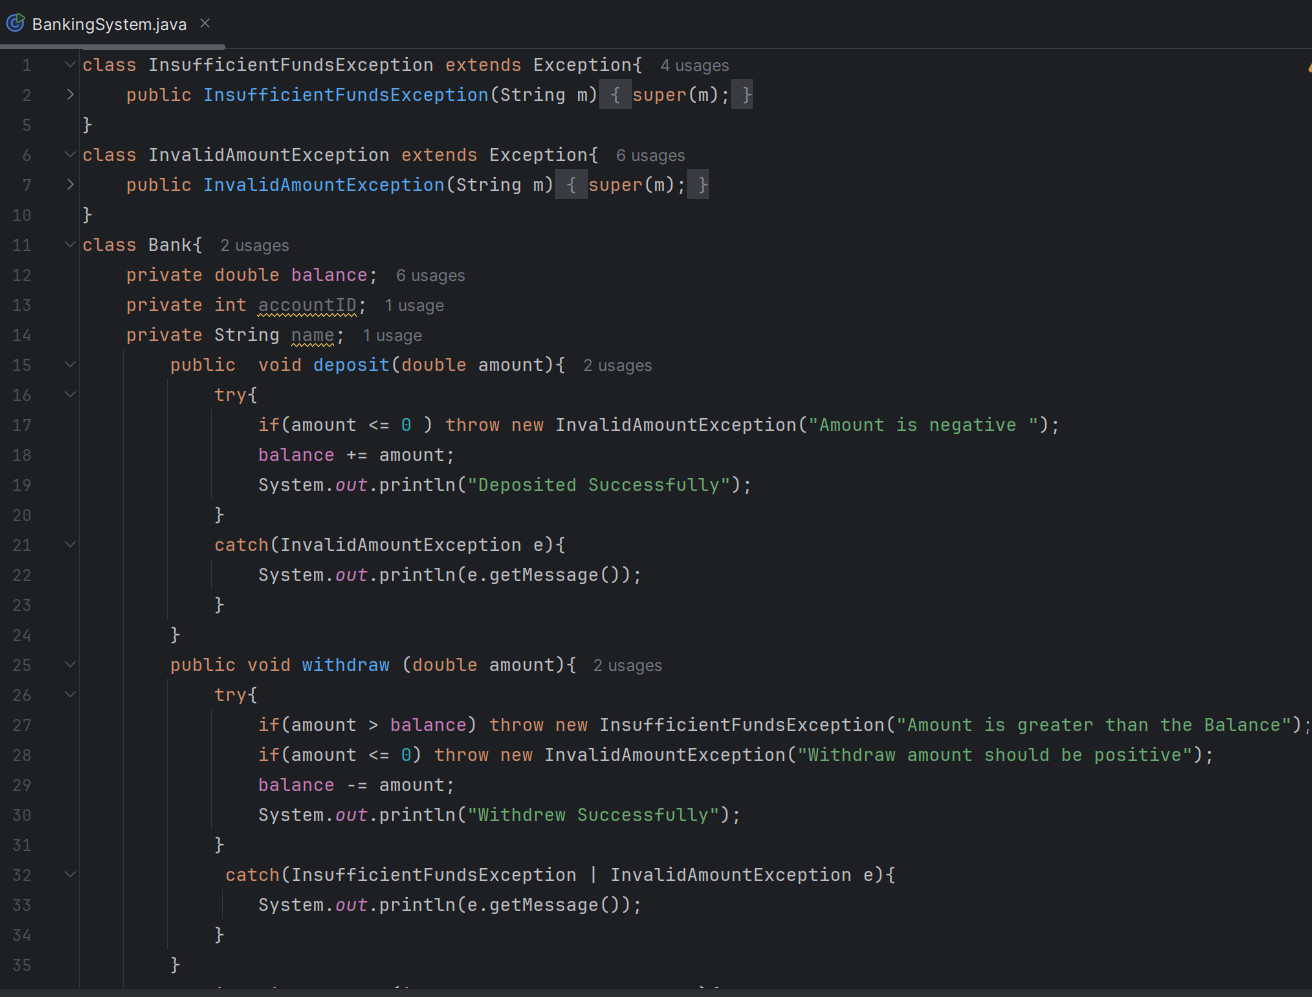 BankingSystem.java
1 class InsufficientFundsException extends Exception{ 4 usages
2 public InsufficientFundsException(String m) { super(m); }
5 }
6 class InvalidAmountException extends Exception{ 6 usages
7 public InvalidAmountException(String m) { super(m); }
10 }
11 class Bank{ 2 usages
12 private double balance; 6 usages
13 private int accountID; 1 usage
14 private String name; 1 usage
15 public  void deposit(double amount){ 2 usages
16 try{
17 if(amount <= 0 ) throw new InvalidAmountException("Amount is negative ");
18 balance += amount;
19 System.out.println("Deposited Successfully");
20 }
21 catch(InvalidAmountException e){
22 System.out.println(e.getMessage());
23 }
24 }
25 public void withdraw (double amount){ 2 usages
26 try{
27 if(amount > balance) throw new InsufficientFundsException("Amount is greater than the Balance");
28 if(amount <= 0) throw new InvalidAmountException("Withdraw amount should be positive");
29 balance -= amount;
30 System.out.println("Withdrew Successfully");
31 }
32 catch(InsufficientFundsException | InvalidAmountException e){
33 System.out.println(e.getMessage());
34 }
35 }